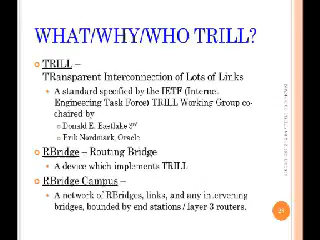 WHAT/WHY/WHO TRILL?
TRILL –
TRansparent Interconnection of Lots of Links
A standard specified by the IETF (Internet
Engineering Task Force) TRILL Working Group co-
chaired by
Donald E. Eastlake 3rd
Erik Nordmark, Oracle
RBridge – Routing Bridge
A device which implements TRILL
RBridge Campus –
A network of RBridges, links, and any intervening
bridges, bounded by end stations / layer 3 routers.